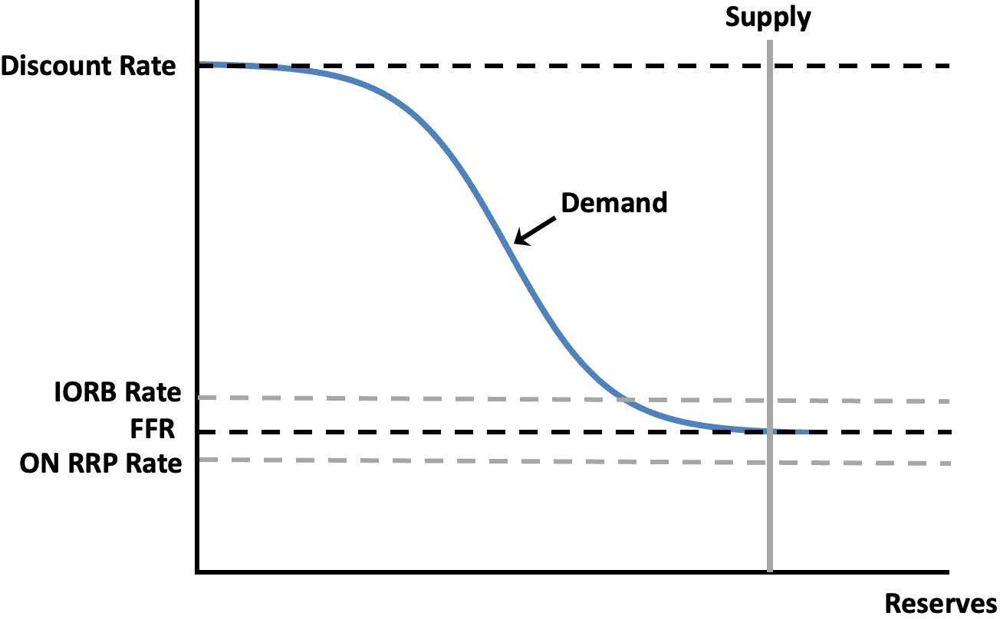 Supply
Discount Rate
Demand
IORB Rate
FFR
ON RRP Rate
Reserves